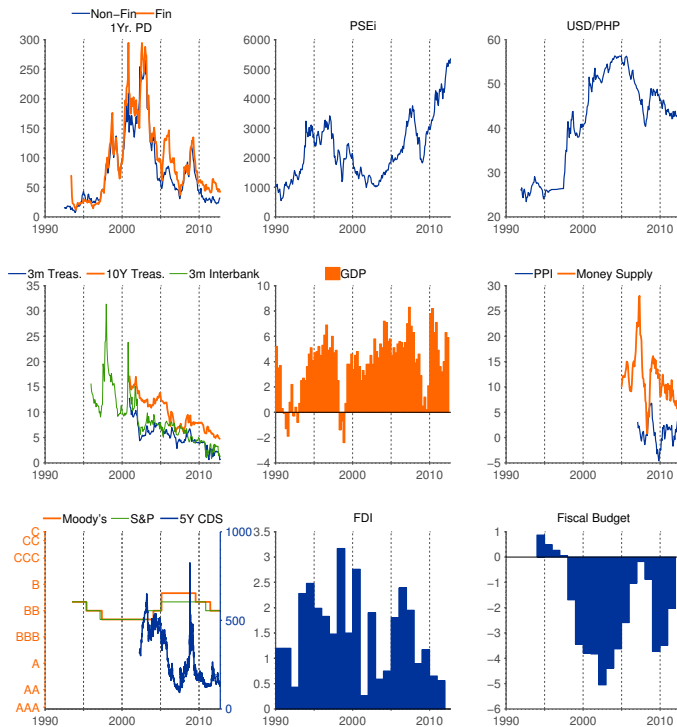 Non−Fin Fin
1Yr. PD
PSEi
USD/PHP
300
250
200
150
100
50
0
1990 2000 2010
6000
5000
4000
3000
2000
1000
0
1990 2000 2010
60
50
40
30
20
1990 2000 2010
3m Treas. 10Y Treas. 3m Interbank
GDP
PPI Money Supply
35
30
25
20
15
10
5
0
1990 2000 2010
10
8
6
4
2
0
−2
−4
1990 2000 2010
30
25
20
15
10
5
0
−5
1990 2000 2010
Moody's S&P 5Y CDS
FDI
Fiscal Budget
C
CC
CCC
B
BB
BBB
A
AA
AAA
1000
500
0
1990 2000 2010
3.5
3
2.5
2
1.5
1
0.5
0
1990 2000 2010
1
0
−1
−2
−3
−4
−5
−6
1990 2000 2010